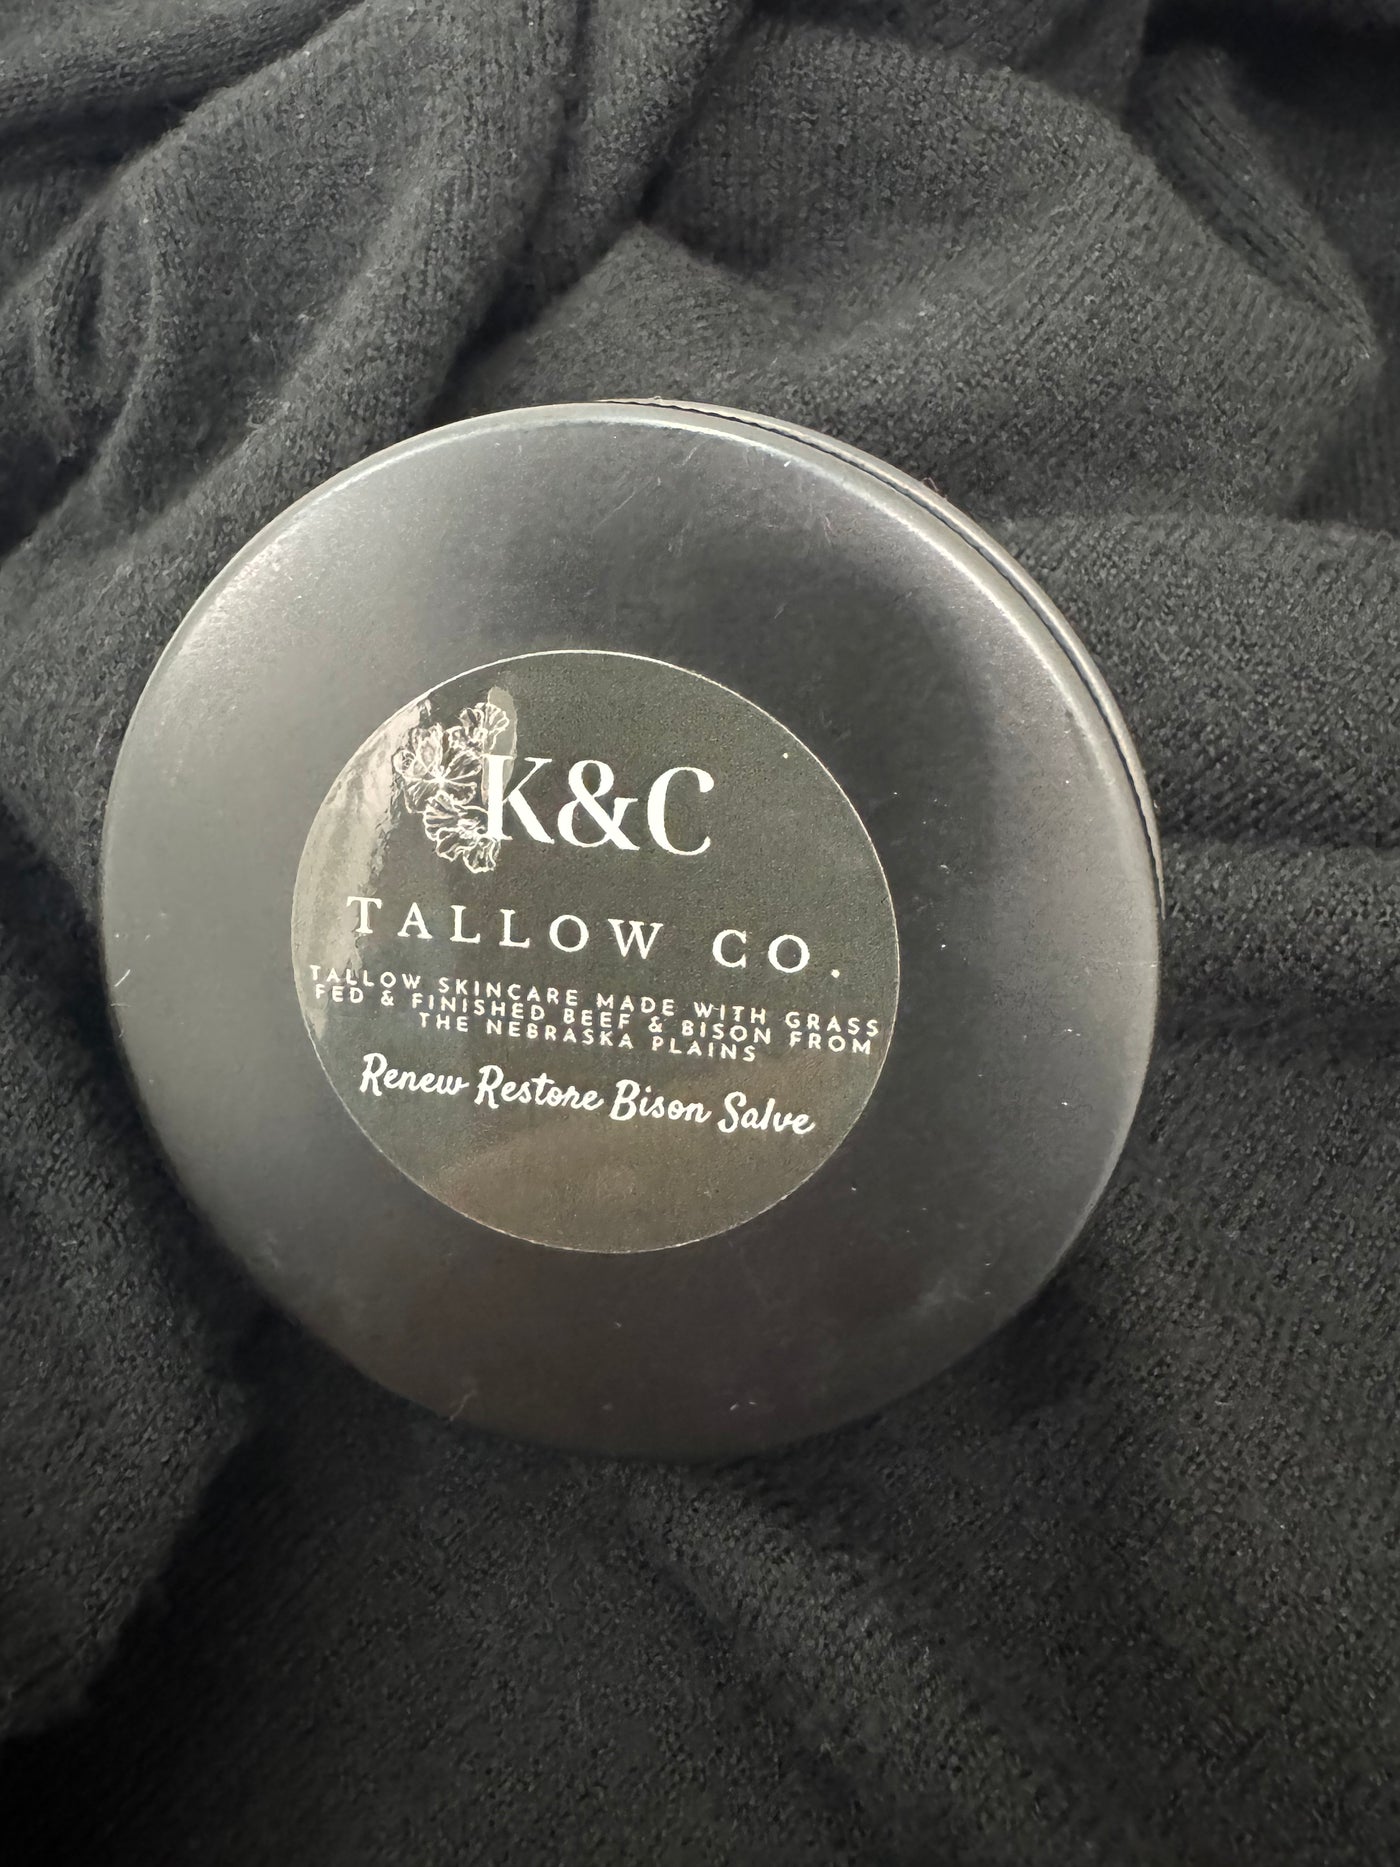 K&C
TALLOW CO.
TALLOW SKINCARE MADE WITH GRASS
FED & FINISHED BEEF & BISON FROM
THE NEBRASKA PLAINS
Renew Restore Bison Salve